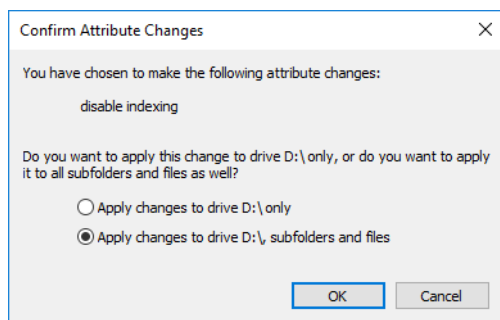 Confirm Attribute Changes
You have chosen to make the following attribute changes:
disable indexing
Do you want to apply this change to drive D:\ only, or do you want to apply
it to all subfolders and files as well?
Apply changes to drive D:\ only
Apply changes to drive D:\, subfolders and files
OK
Cancel